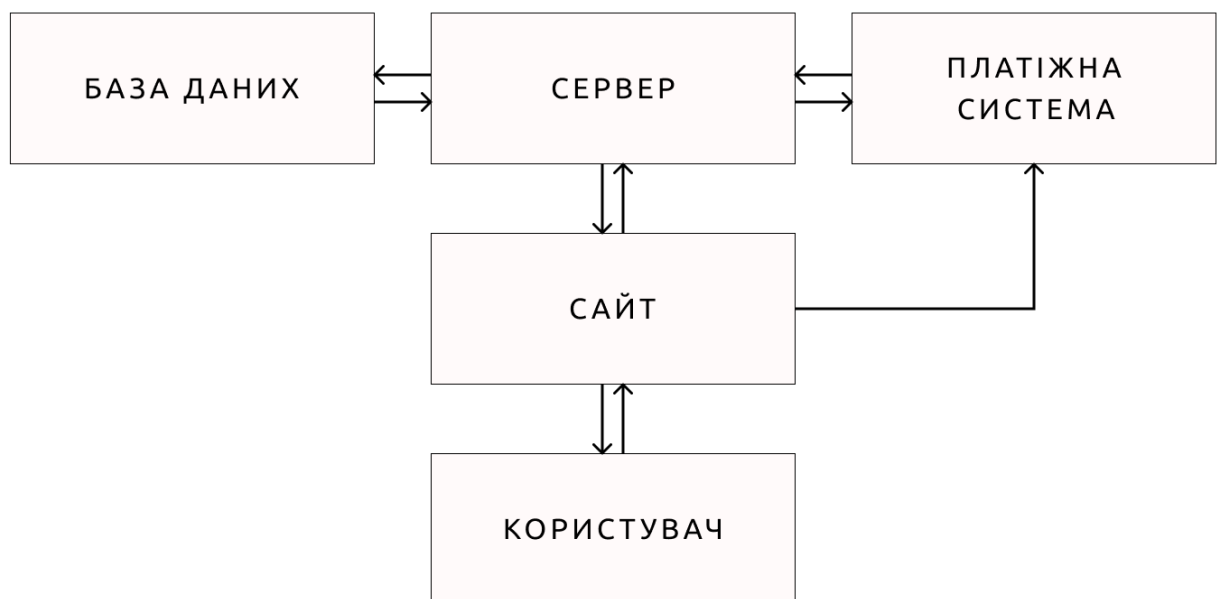 БАЗА ДАНИХ
СЕРВЕР
ПЛАТІЖНА
СИСТЕМА
САЙТ
КОРИСТУВАЧ